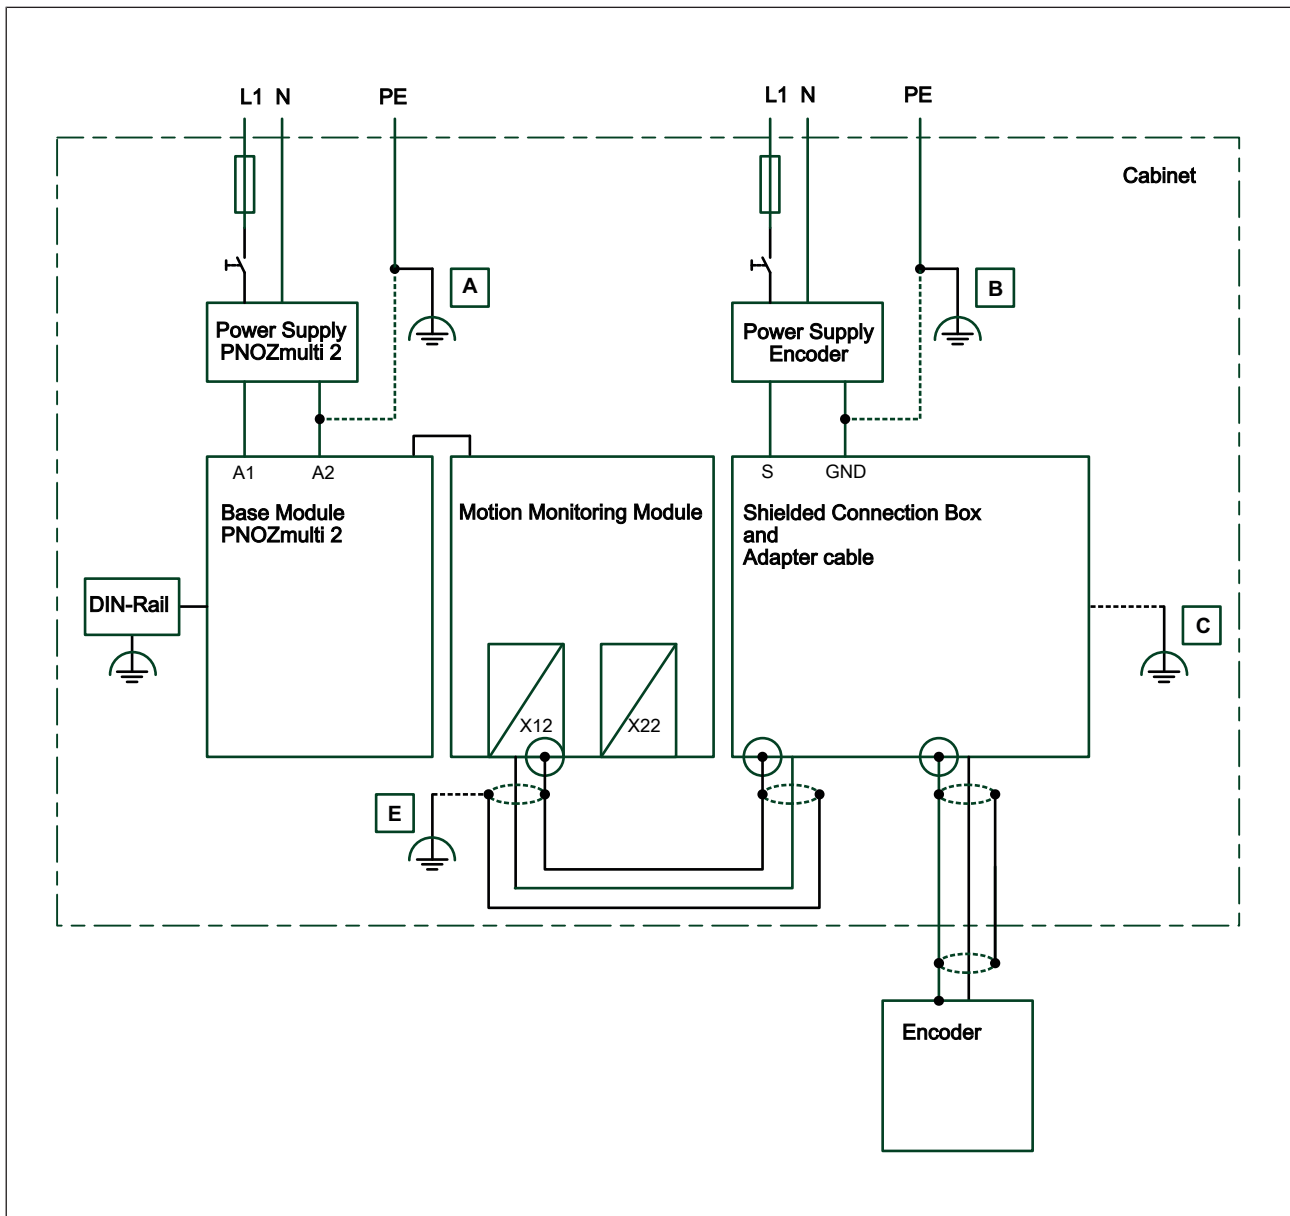 L1 N PE
L1 N PE
Cabinet
A
B
Power Supply
PNOZmulti 2
Power Supply
Encoder
A1 A2
S GND
Base Module
PNOZmulti 2
Motion Monitoring Module
Shielded Connection Box
and
Adapter cable
DIN-Rail
C
X12
X22
E
Encoder